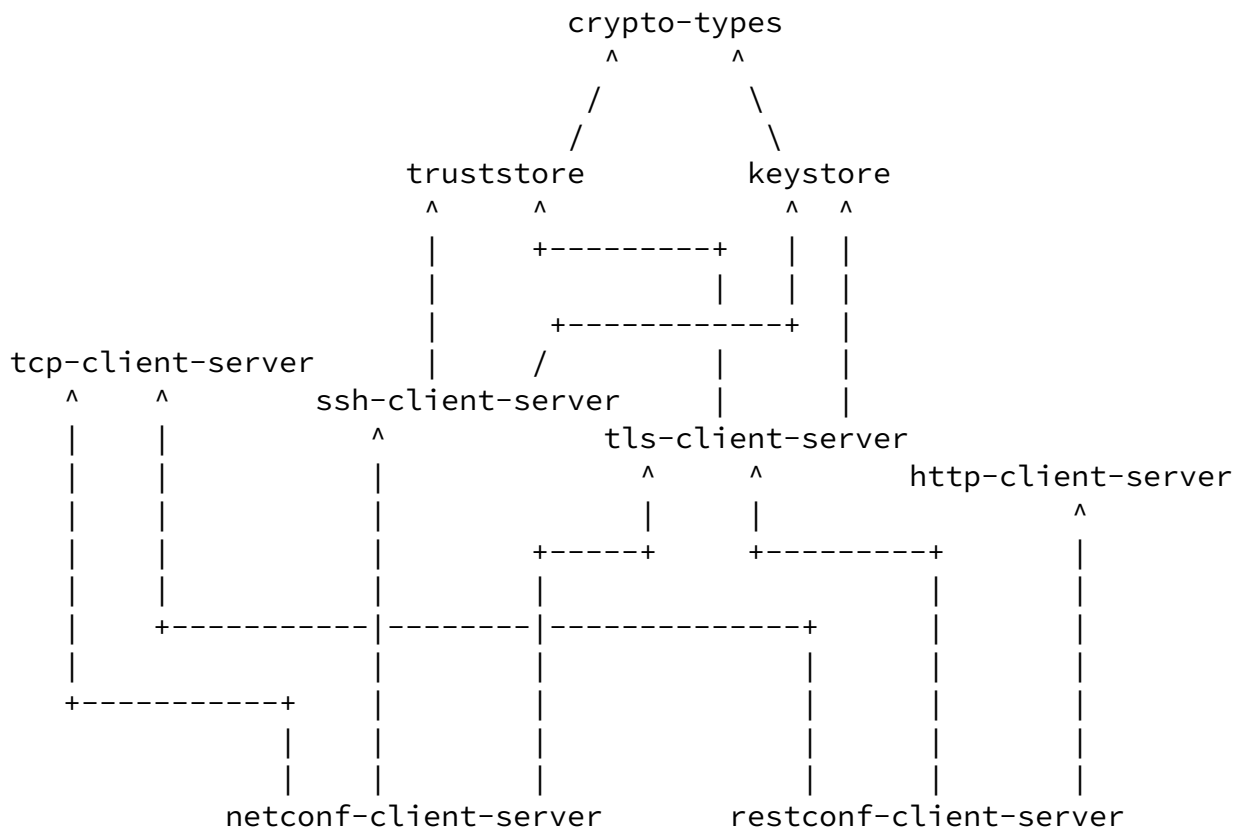 crypto-types
truststore keystore
tcp-client-server
ssh-client-server
tls-client-server
http-client-server
netconf-client-server restconf-client-server